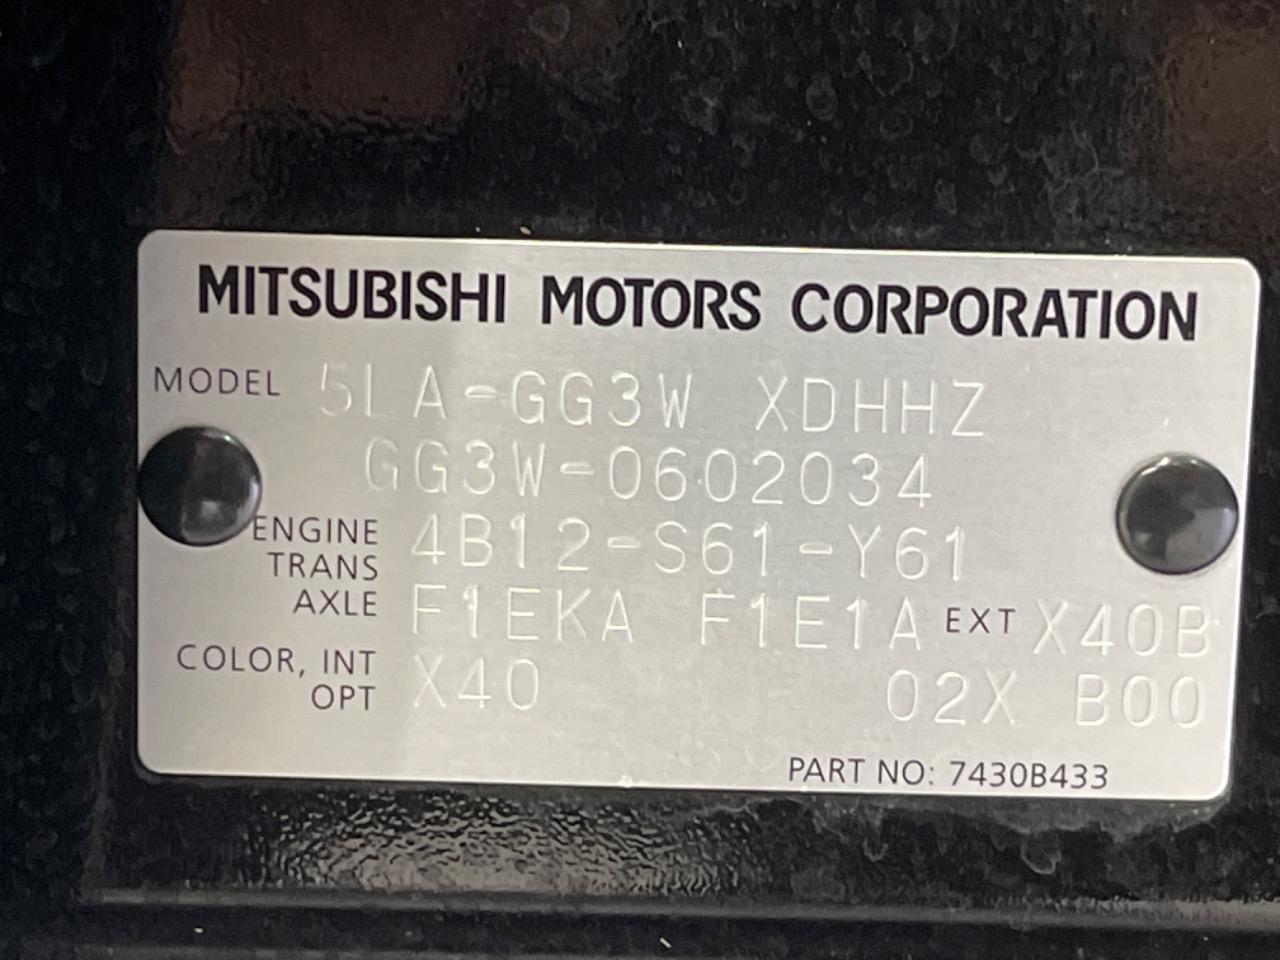 MITSUBISHI MOTORS CORPORATION
MODEL 5LA-GG3W XDHHZ
GG3W-0602034
ENGINE 4B12-S61-Y61
TRANS
AXLE F1EKA F1E1A EXT X40B
COLOR, INT X40 02X B00
OPT
PART NO: 7430B433